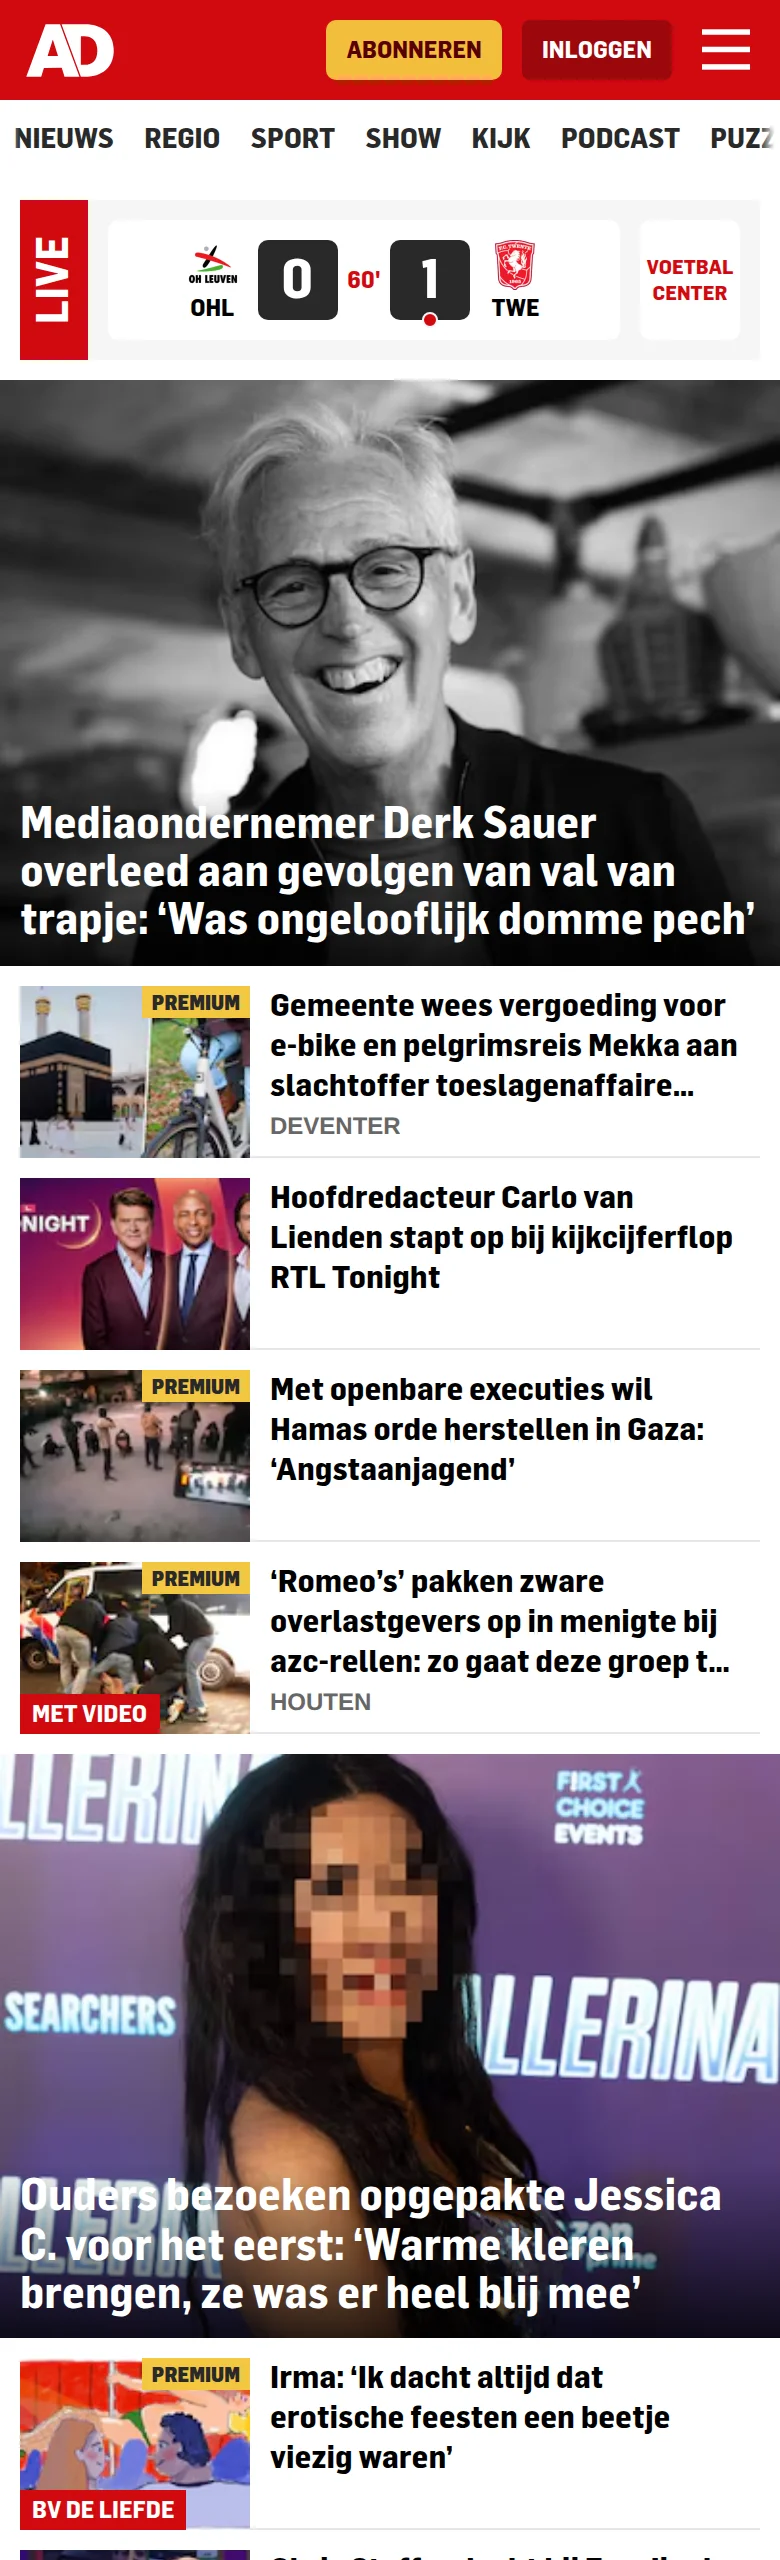 AD
ABONNEREN
INLOGGEN
NIEUWS REGIO SPORT SHOW KIJK PODCAST PUZZ
LIVE
OH LEUVEN
OHL
0
60'
1
TWE
VOETBAL
CENTER
Mediaondernemer Derk Sauer
overleed aan gevolgen van val van
trapje: ‘Was ongelooflijk domme pech’
PREMIUM
Gemeente wees vergoeding voor
e-bike en pelgrimsreis Mekka aan
slachtoffer toeslagenaffaire...
DEVENTER
NIGHT
Hoofdredacteur Carlo van
Lienden stapt op bij kijkcijferflop
RTL Tonight
PREMIUM
Met openbare executies wil
Hamas orde herstellen in Gaza:
‘Angstaanjagend’
PREMIUM
MET VIDEO
‘Romeo’s’ pakken zware
overlastgevers op in menigte bij
azc-rellen: zo gaat deze groep t...
HOUTEN
LLERIN
FIRST
CHOICE
EVENTS
SEARCHERS
LLERINA
Ouders bezoeken opgepakte Jessica
C. voor het eerst: ‘Warme kleren
brengen, ze was er heel blij mee’
PREMIUM
BV DE LIEFDE
Irma: ‘Ik dacht altijd dat
erotische feesten een beetje
viezig waren’